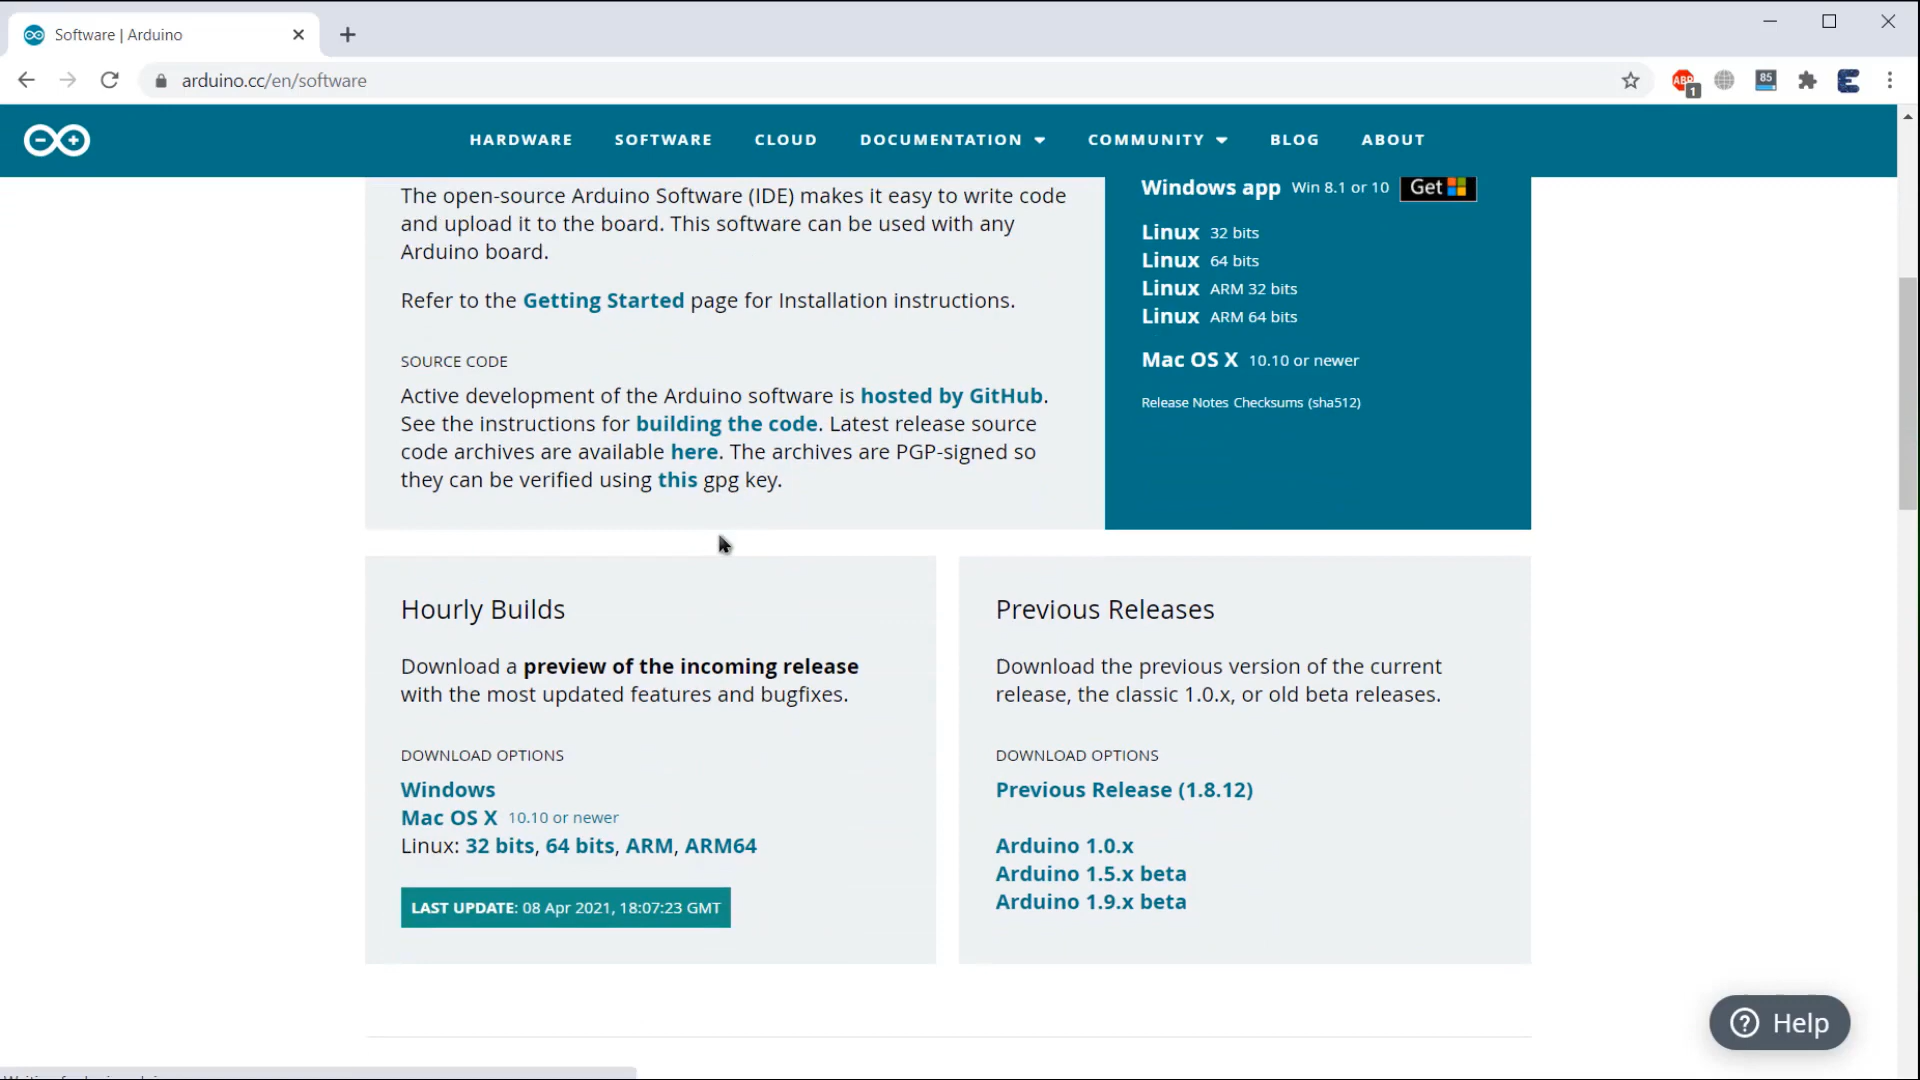 Software | Arduino
arduino.cc/en/software
ABP
1
85
HARDWARE SOFTWARE CLOUD DOCUMENTATION COMMUNITY BLOG ABOUT
The open-source Arduino Software (IDE) makes it easy to write code
and upload it to the board. This software can be used with any
Arduino board.
Refer to the Getting Started page for Installation instructions.
SOURCE CODE
Active development of the Arduino software is hosted by GitHub.
See the instructions for building the code. Latest release source
code archives are available here. The archives are PGP-signed so
they can be verified using this gpg key.
Windows app Win 8.1 or 10 Get
Linux 32 bits
Linux 64 bits
Linux ARM 32 bits
Linux ARM 64 bits
Mac OS X 10.10 or newer
Release Notes Checksums (sha512)
Hourly Builds
Download a preview of the incoming release
with the most updated features and bugfixes.
DOWNLOAD OPTIONS
Windows
Mac OS X 10.10 or newer
Linux: 32 bits, 64 bits, ARM, ARM64
LAST UPDATE: 08 Apr 2021, 18:07:23 GMT
Previous Releases
Download the previous version of the current
release, the classic 1.0.x, or old beta releases.
DOWNLOAD OPTIONS
Previous Release (1.8.12)
Arduino 1.0.x
Arduino 1.5.x beta
Arduino 1.9.x beta
Help